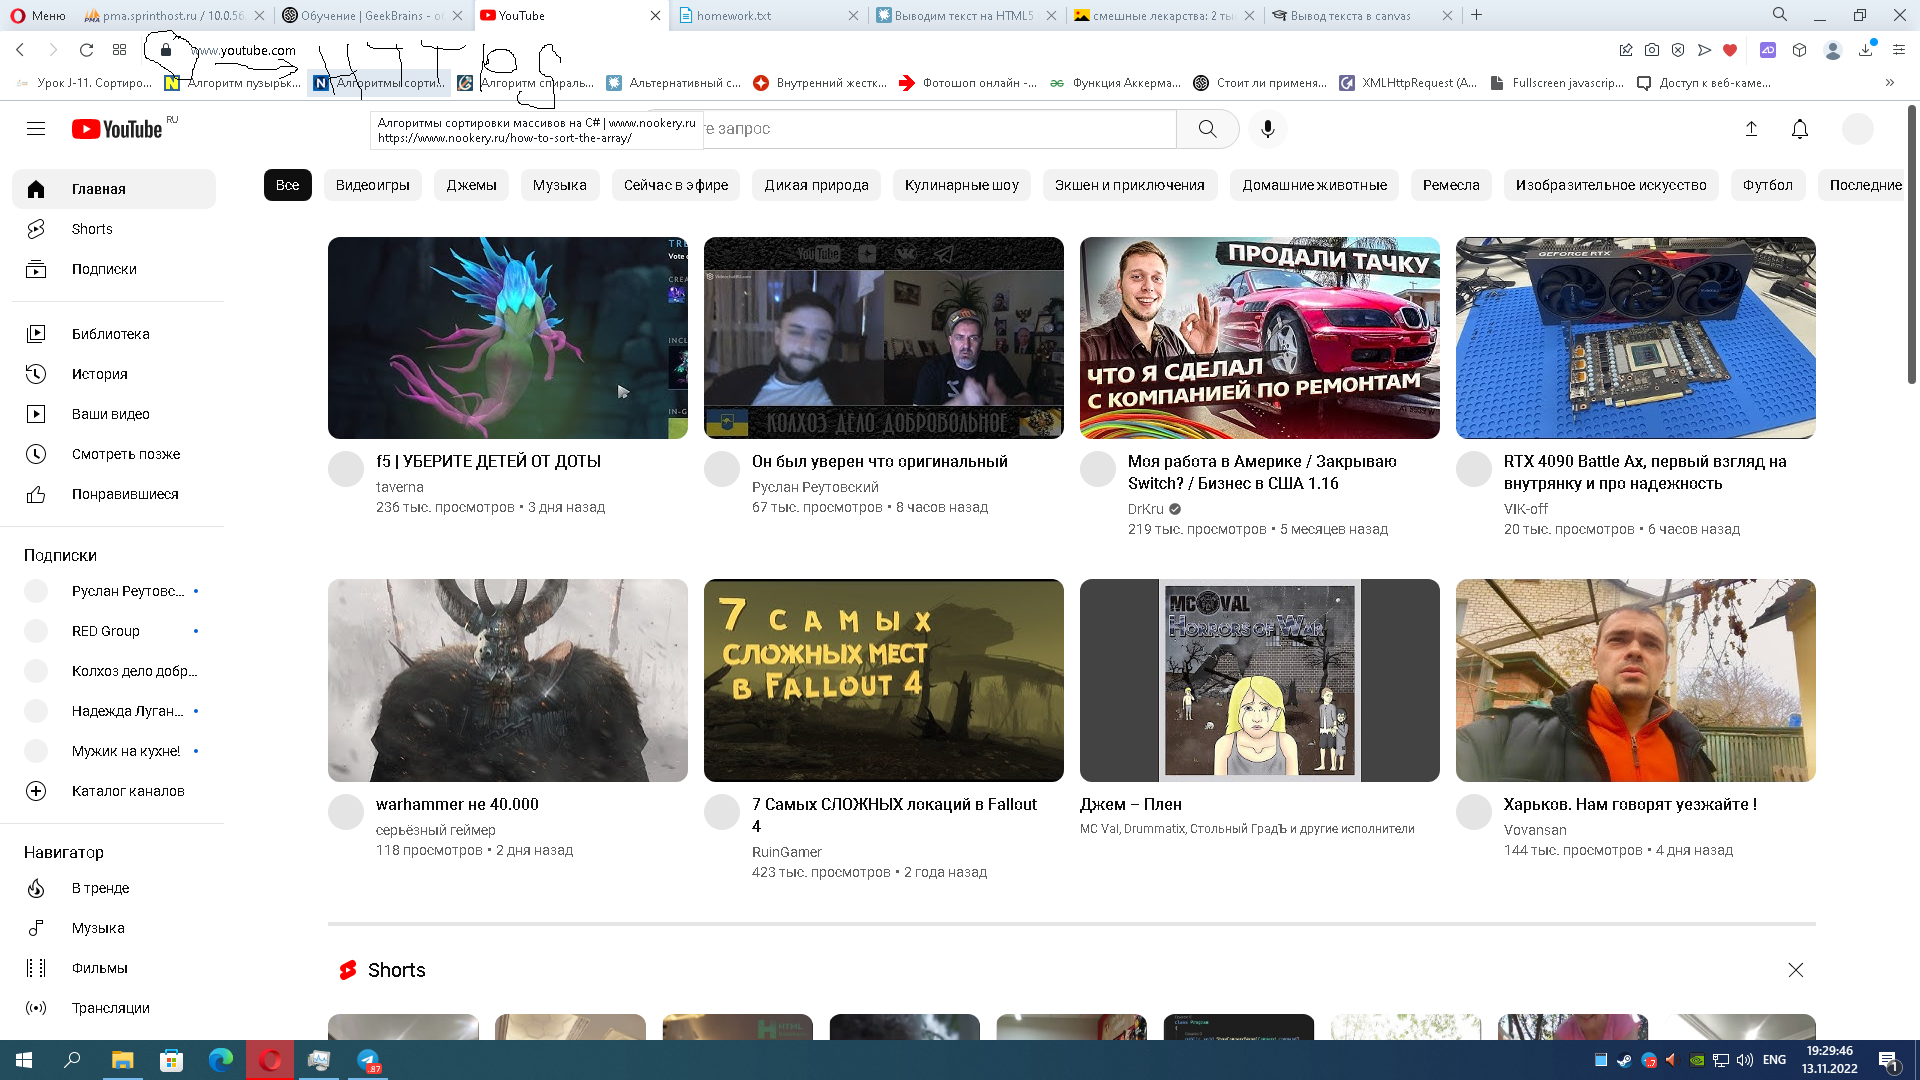 Меню
pma.sprinthost.ru / 10.0.56.
Обучение | GeekBrains - о
YouTube
homework.txt
Выводим текст на HTML5
смешные лекарства: 2 ты
Вывод текста в canvas
www.youtube.com
HTTPS
Урок J-11. Сортиро...
Алгоритм пузырьк...
Алгоритмы сорти...
Алгоритм спираль...
Альтернативный с...
Внутренний жестк...
Фотошоп онлайн -...
Функция Аккерма...
Стоит ли применя...
XMLHttpRequest (А...
Fullscreen javascrip...
Доступ к веб-каме...
Алгоритмы сортировки массивов на C# | www.nookery.ru
https://www.nookery.ru/how-to-sort-the-array/
YouTube RU
те запрос
Все
Видеоигры
Джемы
Музыка
Сейчас в эфире
Дикая природа
Кулинарные шоу
Экшен и приключения
Домашние животные
Ремесла
Изобразительное искусство
Футбол
Последние
Главная
Shorts
Подписки
Библиотека
История
Ваши видео
Смотреть позже
Понравившиеся
Подписки
Руслан Реутовс...
RED Group
Колхоз дело добр...
Надежда Луган...
Мужик на кухне!
Каталог каналов
Навигатор
В тренде
Музыка
Фильмы
Трансляции
f5 | УБЕРИТЕ ДЕТЕЙ ОТ ДОТЫ
taverna
236 тыс. просмотров • 3 дня назад
YouTube
КОЛХОЗ ДЕЛО ДОБРОВОЛЬНОЕ
Он был уверен что оригинальный
Руслан Реутовский
67 тыс. просмотров • 8 часов назад
ПРОДАЛИ ТАЧКУ
ЧТО Я СДЕЛАЛ
С КОМПАНИЕЙ ПО РЕМОНТАМ
Моя работа в Америке / Закрываю
Switch? / Бизнес в США 1.16
DrKru
219 тыс. просмотров • 5 месяцев назад
GEFORCE RTX
RTX 4090 Battle Ax, первый взгляд на
внутрянку и про надежность
VIK-off
20 тыс. просмотров • 6 часов назад
warhammer не 40.000
серьёзный геймер
118 просмотров • 2 дня назад
7 САМЫХ
СЛОЖНЫХ МЕСТ
В FALLOUT 4
7 Самых СЛОЖНЫХ локаций в Fallout
4
RuinGamer
423 тыс. просмотров • 2 года назад
MC VAL
HORRORS OF WAR
Джем – Плен
MC Val, Drummatix, Стольный ГрадЪ и другие исполнители
Харьков. Нам говорят уезжайте !
Vovansan
144 тыс. просмотров • 4 дня назад
Shorts
HTML
87
ENG
19:29:46
13.11.2022
1